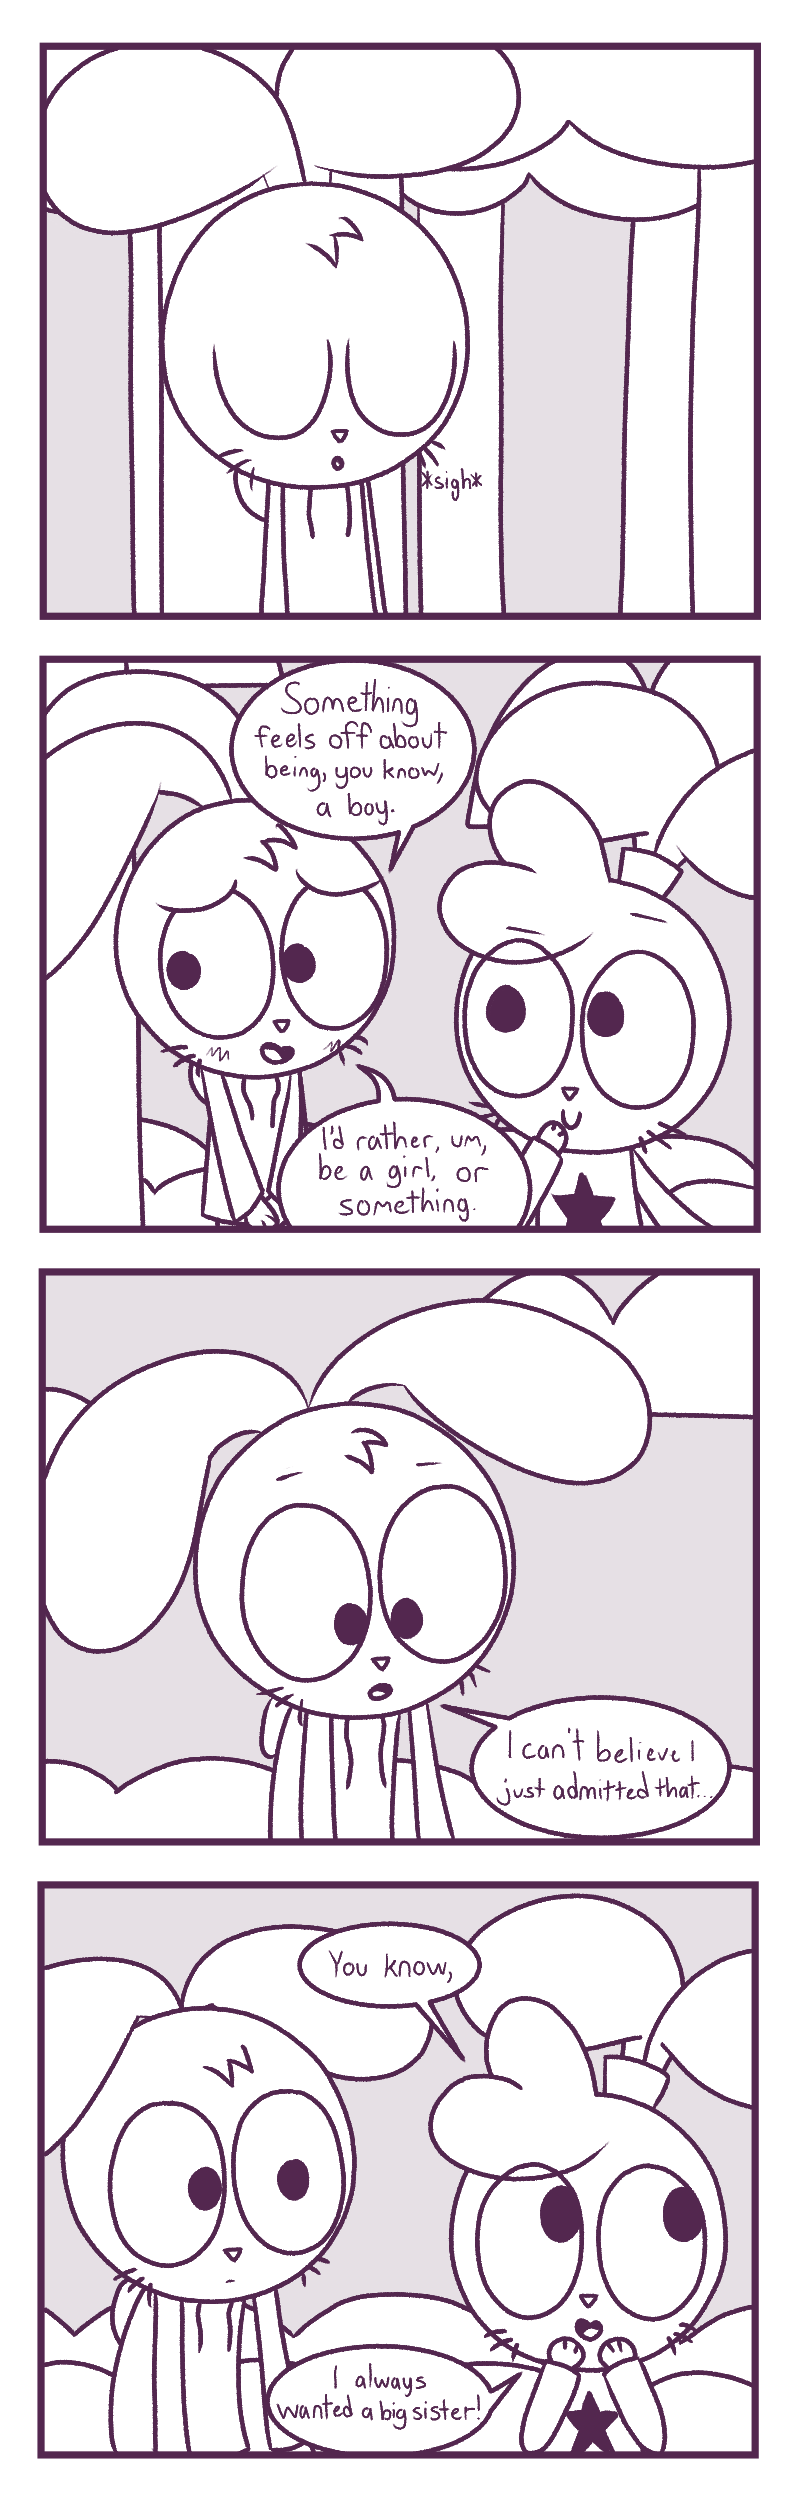 *sigh*
Something
feels off about
being, you know,
a boy.
I'd rather, um,
be a girl, or
something.
I can't believe I
just admitted that...
You know,
I always
wanted a big sister!